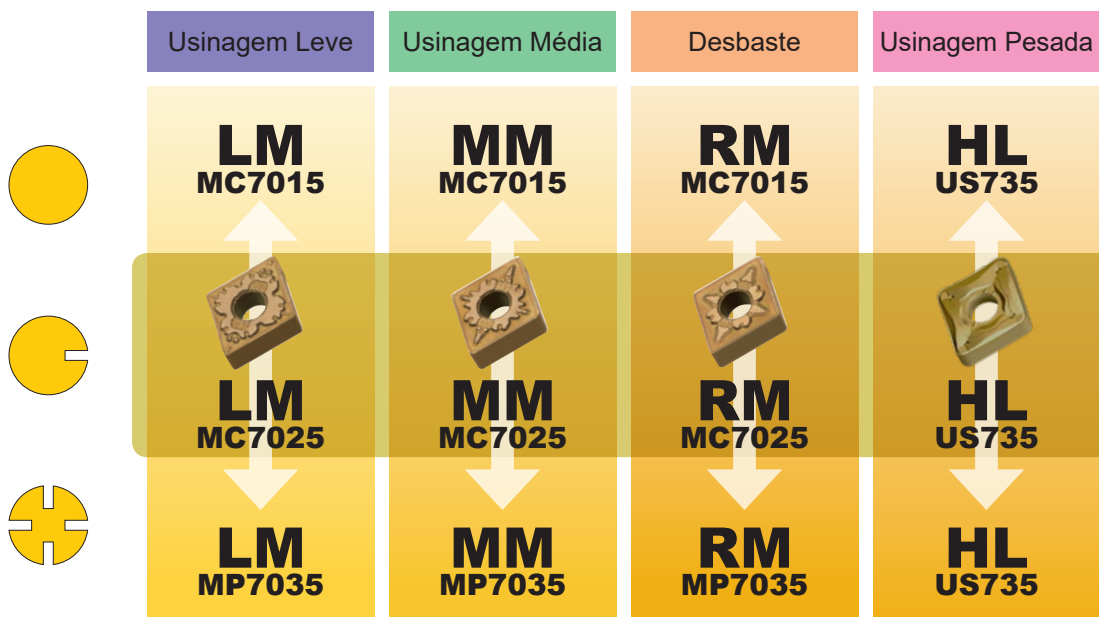 Usinagem Leve
Usinagem Média
Desbaste
Usinagem Pesada
LM
MC7015
MM
MC7015
RM
MC7015
HL
US735
LM
MC7025
MM
MC7025
RM
MC7025
HL
US735
LM
MP7035
MM
MP7035
RM
MP7035
HL
US735